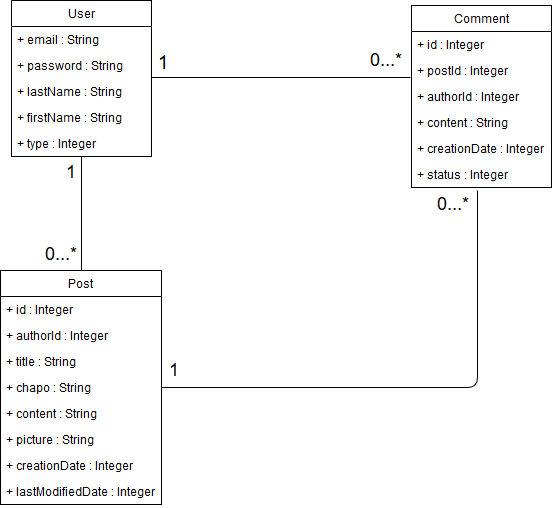 User
+ email : String
+ password : String
+ lastName : String
+ firstName : String
+ type : Integer
1
0...*
Comment
+ id : Integer
+ postId : Integer
+ authorId : Integer
+ content : String
+ creationDate : Integer
+ status : Integer
1
0...*
0...*
Post
+ id : Integer
+ authorId : Integer
+ title : String
+ chapo : String
+ content : String
+ picture : String
+ creationDate : Integer
+ lastModifiedDate : Integer
1